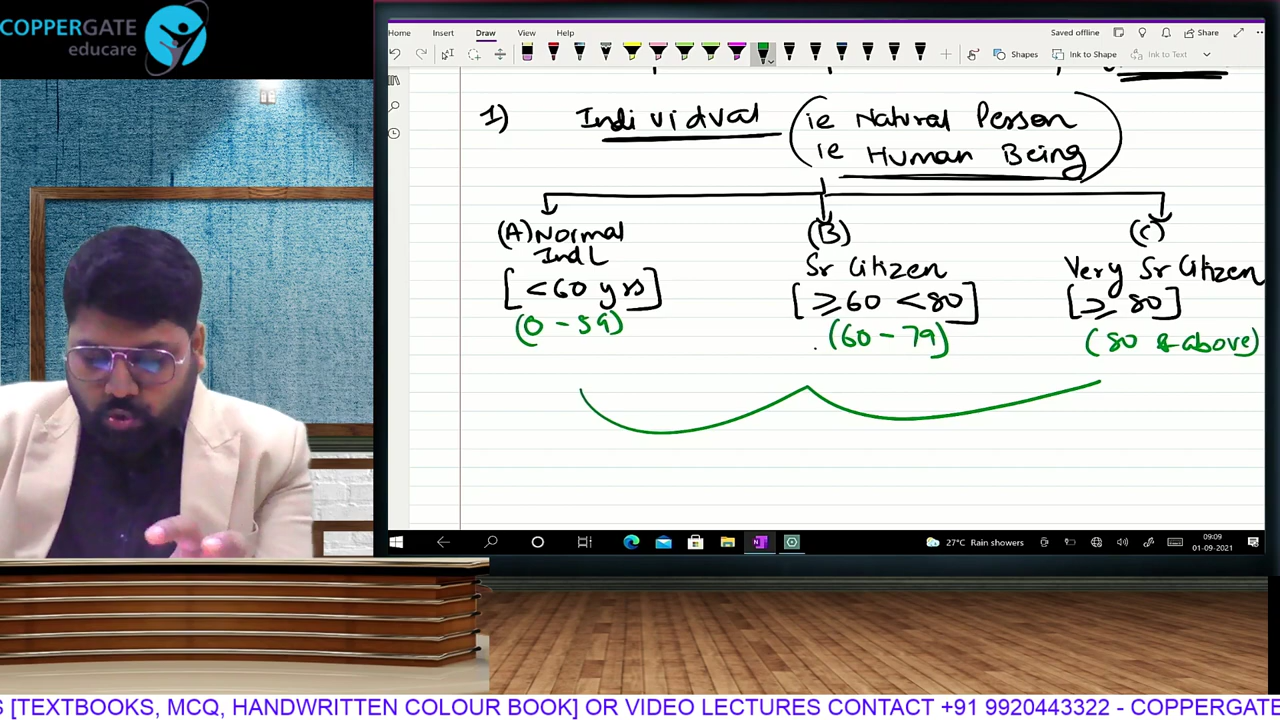 COPPERGATE
educare
Home Insert Draw View Help
Saved offline
Share
Shapes
Ink to Shape
Ink to Text
1) Individual (ie Natural Person
ie Human Being)
(A) Normal
Indl
[<60 yrs]
(0 - 59)
(B)
Sr Citizen
[≥60 <80]
(60 - 79)
(C)
Very Sr Citizen
[≥ 80]
(80 & above)
27°C Rain showers
09:09
01-09-2021
S [TEXTBOOKS, MCQ, HANDWRITTEN COLOUR BOOK] OR VIDEO LECTURES CONTACT +91 9920443322 - COPPERGATE